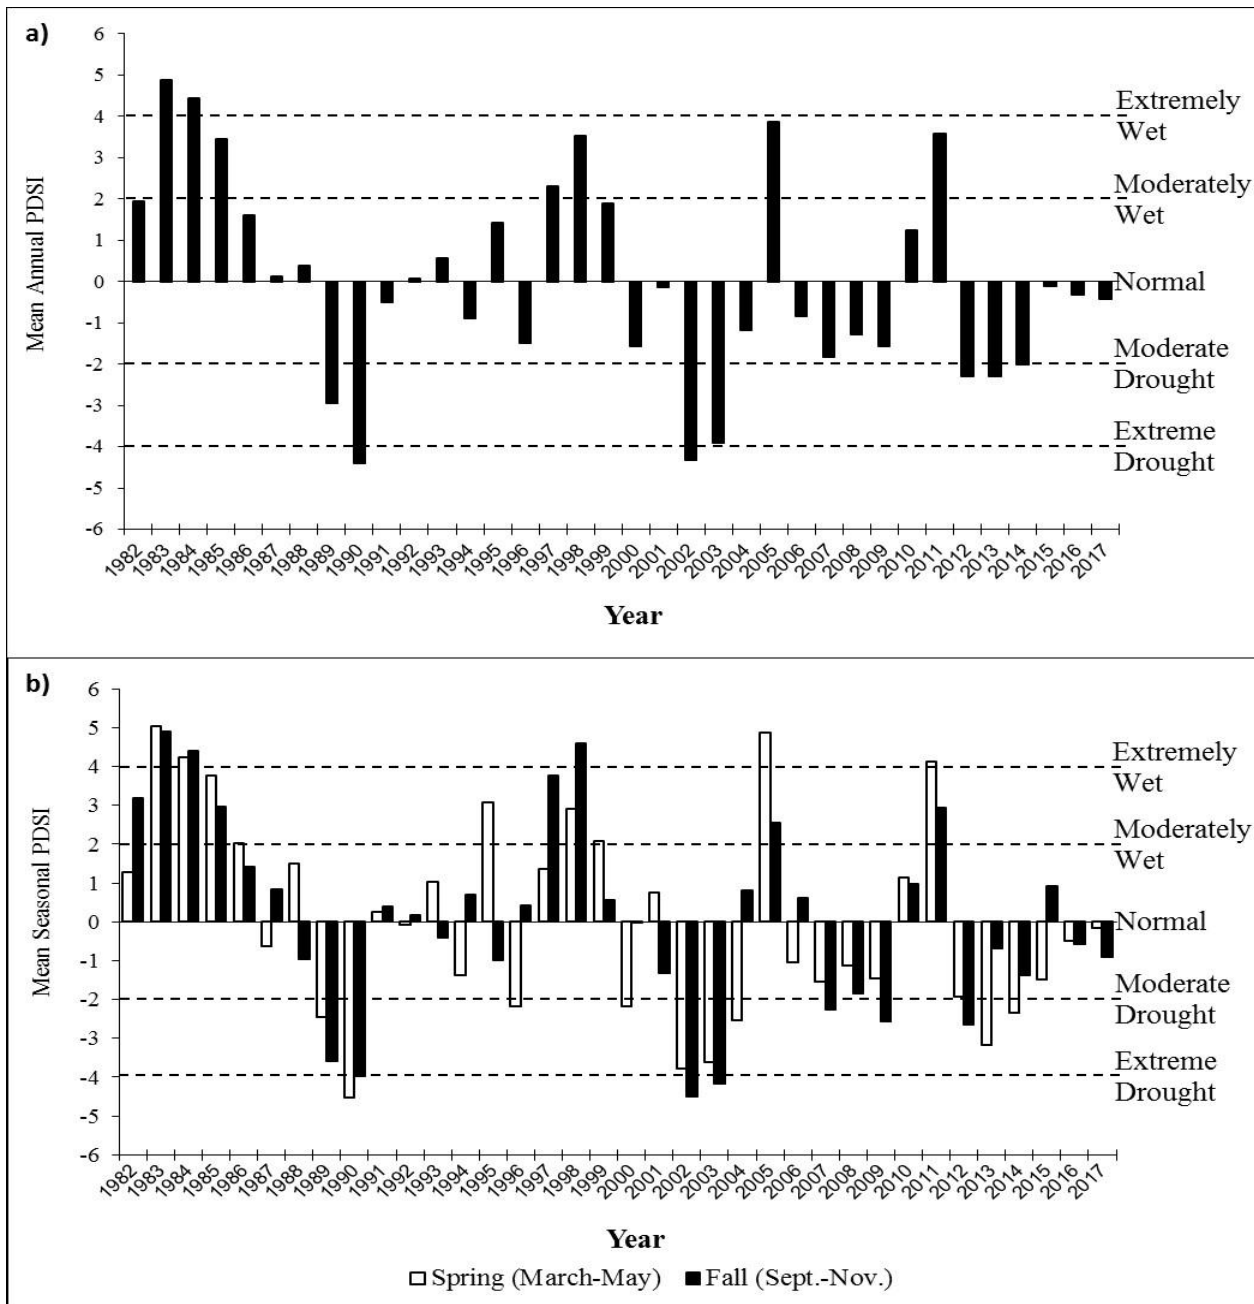 a)
6
5
4
3
2
1
0
-1
-2
-3
-4
-5
-6
Mean Annual PDSI
Extremely
Wet
Moderately
Wet
Normal
Moderate
Drought
Extreme
Drought
1982 1983 1984 1985 1986 1987 1988 1989 1990 1991 1992 1993 1994 1995 1996 1997 1998 1999 2000 2001 2002 2003 2004 2005 2006 2007 2008 2009 2010 2011 2012 2013 2014 2015 2016 2017
Year
b)
6
5
4
3
2
1
0
-1
-2
-3
-4
-5
-6
Mean Seasonal PDSI
Extremely
Wet
Moderately
Wet
Normal
Moderate
Drought
Extreme
Drought
1982 1983 1984 1985 1986 1987 1988 1989 1990 1991 1992 1993 1994 1995 1996 1997 1998 1999 2000 2001 2002 2003 2004 2005 2006 2007 2008 2009 2010 2011 2012 2013 2014 2015 2016 2017
Year
Spring (March-May) Fall (Sept.-Nov.)